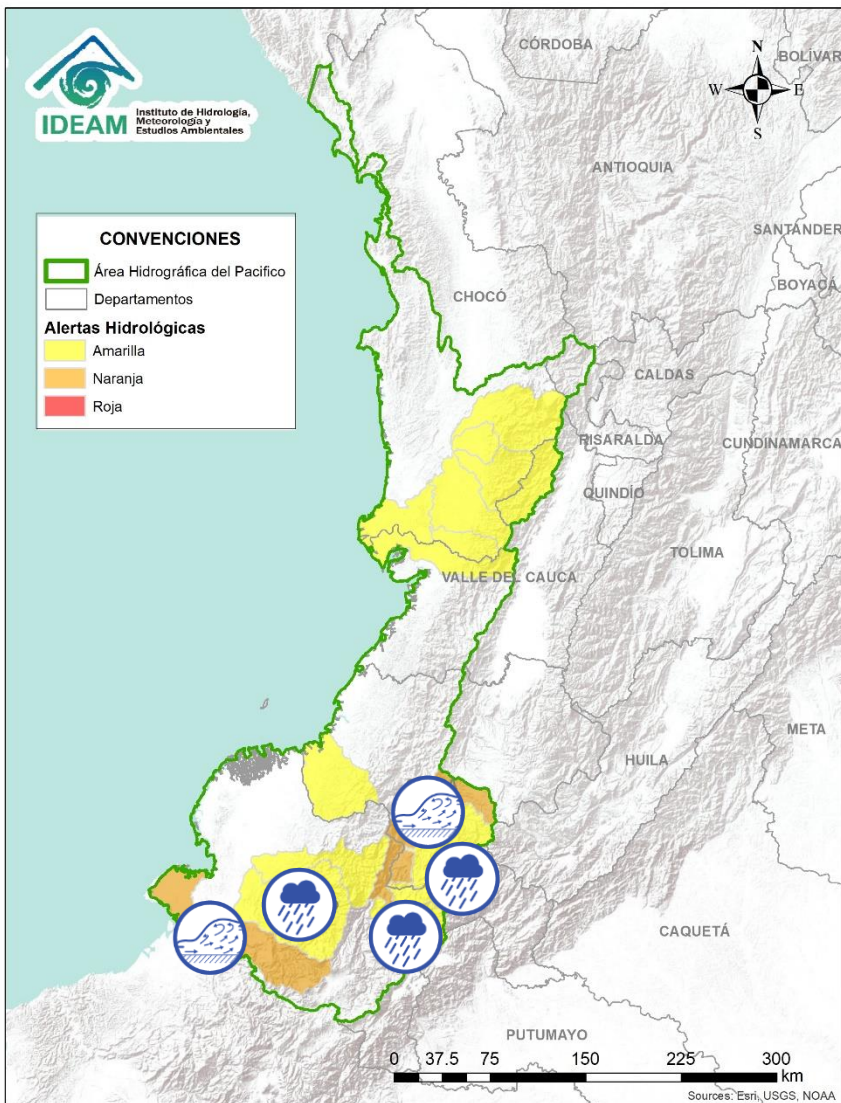 IDEAM
Instituto de Hidrología,
Meteorología y
Estudios Ambientales
N
W
E
S
CÓRDOBA
BOLÍVAR
ANTIOQUIA
SANTANDER
BOYACÁ
CONVENCIONES
Área Hidrográfica del Pacifico
Departamentos
Alertas Hidrológicas
Amarilla
Naranja
Roja
CHOCÓ
CALDAS
RISARALDA
CUNDINAMARCA
QUINDÍO
TOLIMA
VALLE DEL CAUCA
META
HUILA
CAQUETÁ
PUTUMAYO
0 37.5 75 150 225 300
km
Sources: Esri, USGS, NOAA